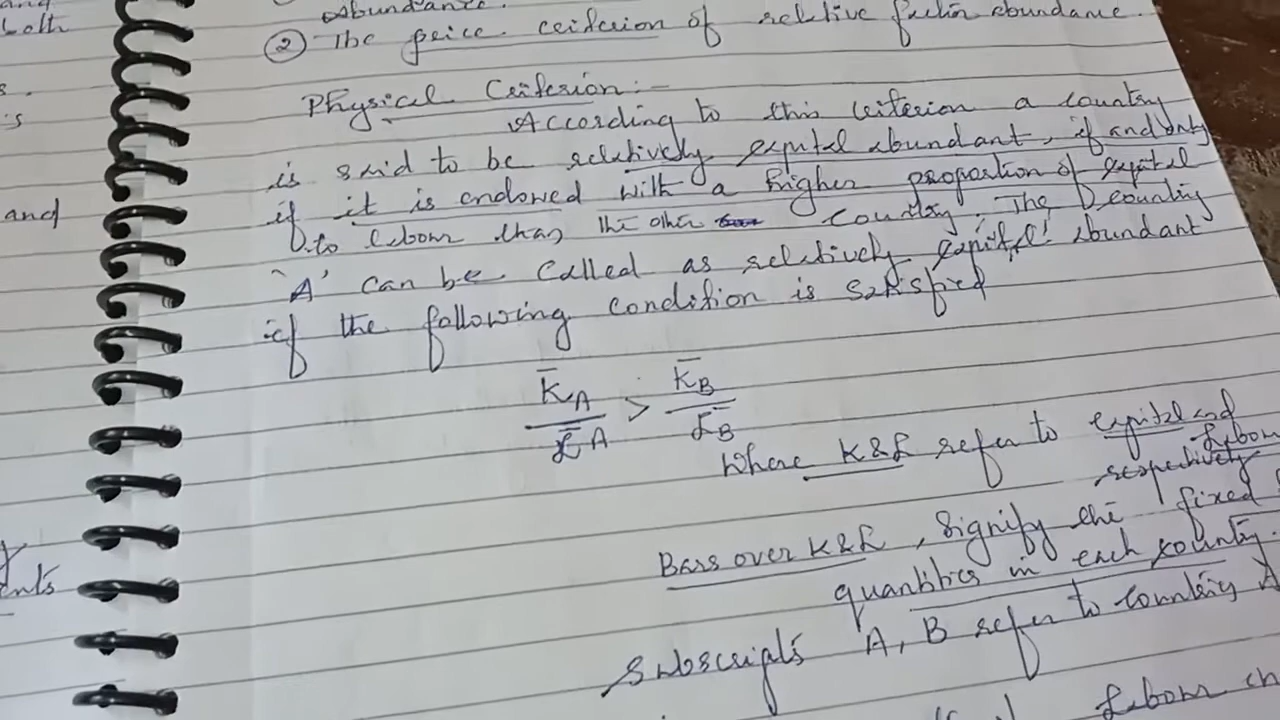 and
both
s.
's
and
ents
abundance.
② The price criterion of relative factor abundance.
Physical Criterion:-
According to this criterion a country
is said to be relatively capital abundant, if and only
if it is endowed with a higher proportion of capital
to labour than the other country. The country
'A' can be called as relatively capital abundant
if the following condition is satisfied
K̄A/L̄A > K̄B/L̄B
Where K & L refer to capital and
Labour
respectively
Bars over K & L, signify the fixed
quantities in each country.
Subscripts A, B refer to country A
Labour